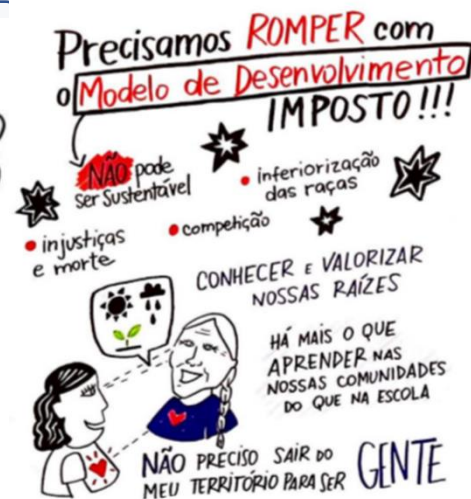 Precisamos ROMPER com
o Modelo de Desenvolvimento
IMPOSTO!!!
NÃO pode
ser Sustentável
• inferiorização
das raças
• injustiças
e morte
• competição
CONHECER E VALORIZAR
NOSSAS RAÍZES
HÁ MAIS O QUE
APRENDER NAS
NOSSAS COMUNIDADES
DO QUE NA ESCOLA
NÃO PRECISO SAIR DO
MEU TERRITÓRIO PARA SER GENTE